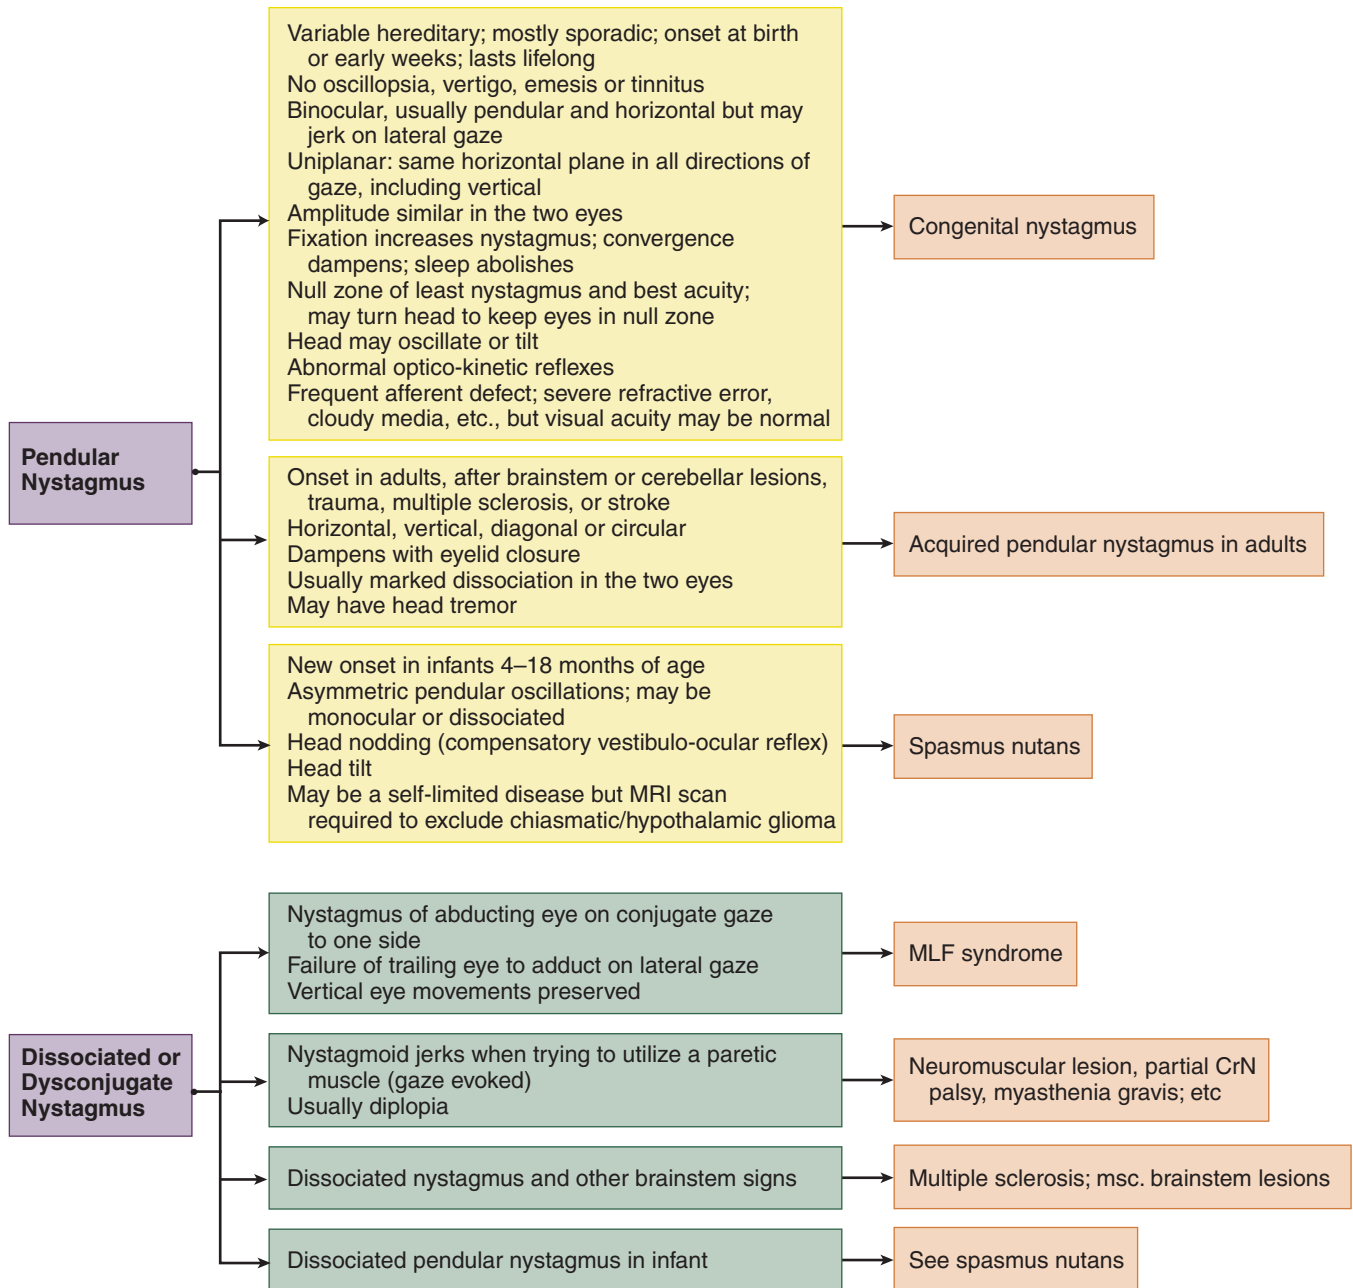 Variable hereditary; mostly sporadic; onset at birth
or early weeks; lasts lifelong
No oscillopsia, vertigo, emesis or tinnitus
Binocular, usually pendular and horizontal but may
jerk on lateral gaze
Uniplanar: same horizontal plane in all directions of
gaze, including vertical
Amplitude similar in the two eyes
Fixation increases nystagmus; convergence
dampens; sleep abolishes
Null zone of least nystagmus and best acuity;
may turn head to keep eyes in null zone
Head may oscillate or tilt
Abnormal optico-kinetic reflexes
Frequent afferent defect; severe refractive error,
cloudy media, etc., but visual acuity may be normal
Congenital nystagmus
Pendular
Nystagmus
Onset in adults, after brainstem or cerebellar lesions,
trauma, multiple sclerosis, or stroke
Horizontal, vertical, diagonal or circular
Dampens with eyelid closure
Usually marked dissociation in the two eyes
May have head tremor
Acquired pendular nystagmus in adults
New onset in infants 4–18 months of age
Asymmetric pendular oscillations; may be
monocular or dissociated
Head nodding (compensatory vestibulo-ocular reflex)
Head tilt
May be a self-limited disease but MRI scan
required to exclude chiasmatic/hypothalamic glioma
Spasmus nutans
Nystagmus of abducting eye on conjugate gaze
to one side
Failure of trailing eye to adduct on lateral gaze
Vertical eye movements preserved
MLF syndrome
Dissociated or
Dysconjugate
Nystagmus
Nystagmoid jerks when trying to utilize a paretic
muscle (gaze evoked)
Usually diplopia
Neuromuscular lesion, partial CrN
palsy, myasthenia gravis; etc
Dissociated nystagmus and other brainstem signs
Multiple sclerosis; msc. brainstem lesions
Dissociated pendular nystagmus in infant
See spasmus nutans